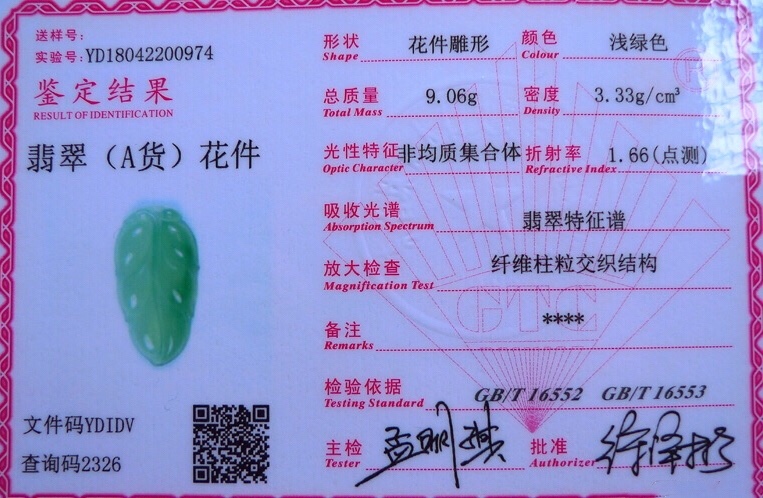 送样号:
实验号:YD18042200974
鉴定结果
RESULT OF IDENTIFICATION
翡翠（A货）花件
文件码YDIDV
查询码2326
形状 花件雕形 颜色 浅绿色
Shape Colour
总质量 9.06g 密度 3.33g/cm³
Total Mass Density
光性特征 非均质集合体 折射率 1.66(点测)
Optic Character Refractive Index
吸收光谱 翡翠特征谱
Absorption Spectrum
放大检查 纤维柱粒交织结构
Magnification Test
GTC
备注 ****
Remarks
检验依据 GB/T 16552 GB/T 16553
Testing Standard
主检 批准
Tester Authorizer